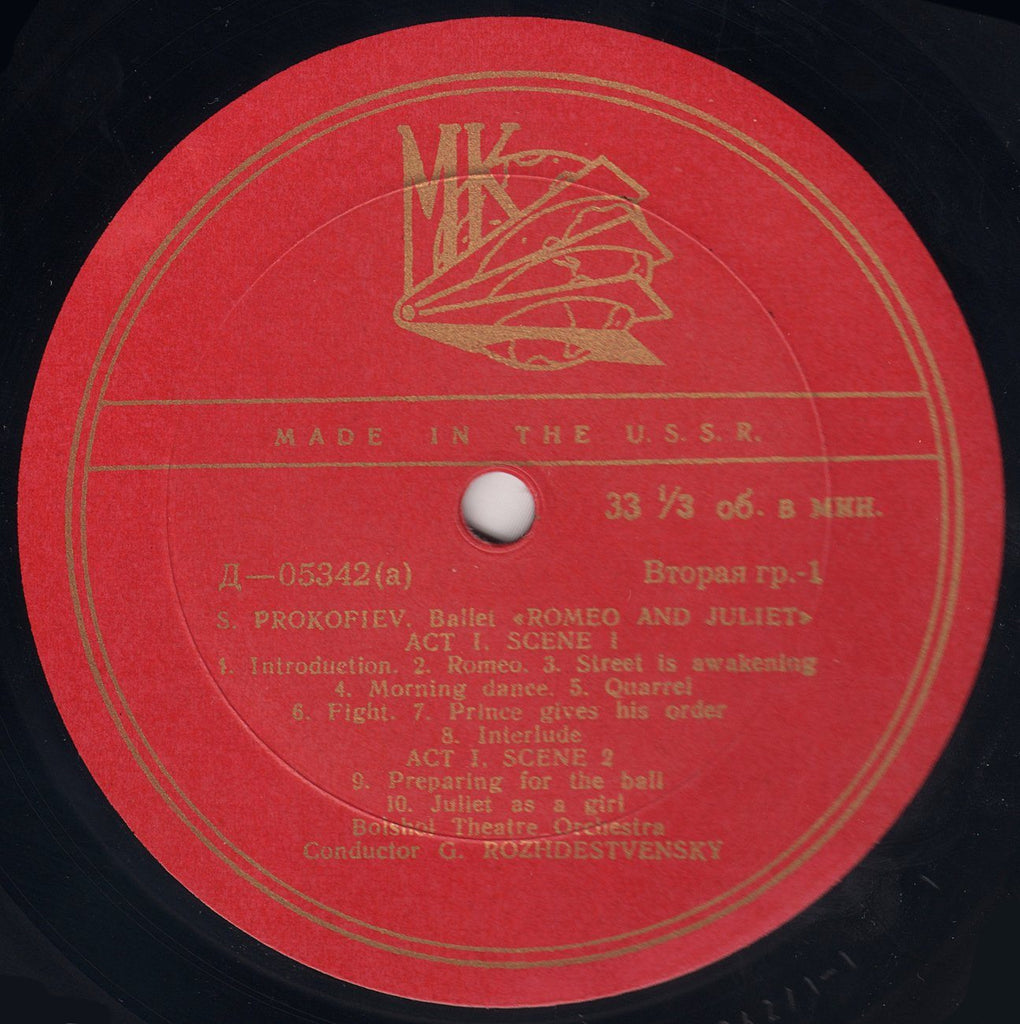 МК
MADE IN THE U.S.S.R.
33 1/3 об. в мин.
Д—05342(а)
Вторая гр.-1
S. PROKOFIEV. Ballet «ROMEO AND JULIET»
ACT I. SCENE 1
1. Introduction. 2. Romeo. 3. Street is awakening
4. Morning dance. 5. Quarrel
6. Fight. 7. Prince gives his order
8. Interlude
ACT I. SCENE 2
9. Preparing for the ball
10. Juliet as a girl
Bolshoi Theatre Orchestra
Conductor G. ROZHDESTVENSKY